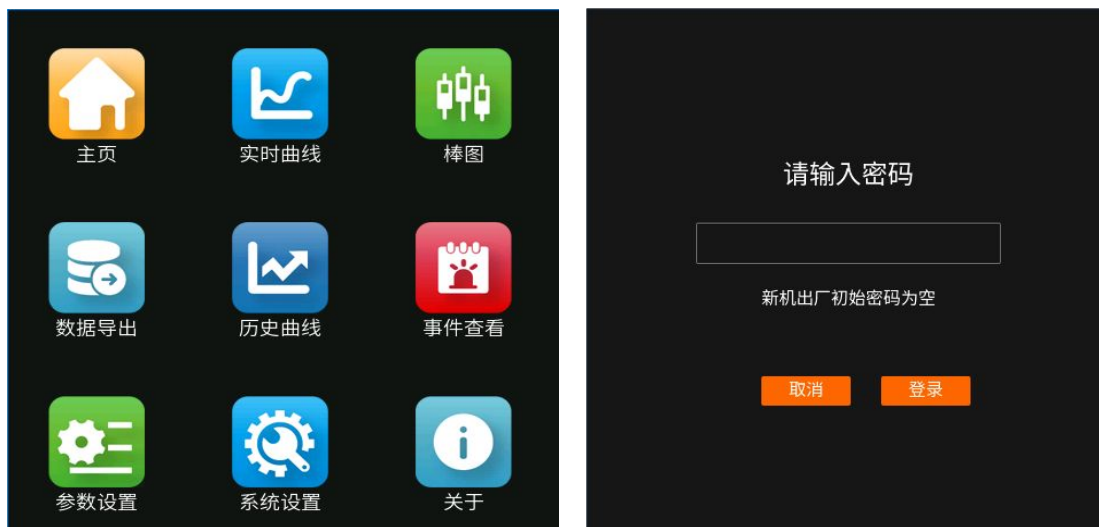 主页
实时曲线
棒图
数据导出
历史曲线
事件查看
参数设置
系统设置
关于
请输入密码
新机出厂初始密码为空
取消
登录